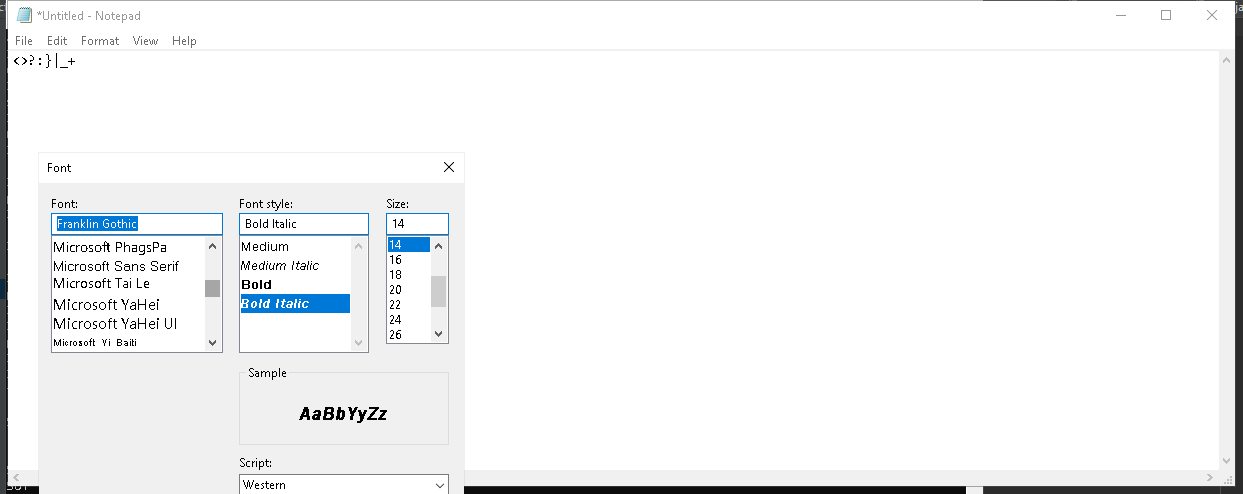 *Untitled - Notepad
File Edit Format View Help
<>?:}|_+
Font
Font: Font style: Size:
Franklin Gothic Bold Italic 14
Microsoft PhagsPa Medium 14
Microsoft Sans Serif Medium Italic 16
Microsoft Tai Le Bold 18
Microsoft YaHei Bold Italic 20
Microsoft YaHei UI 22
Microsoft Yi Baiti 24
26
Sample
AaBbYyZz
Script:
Western